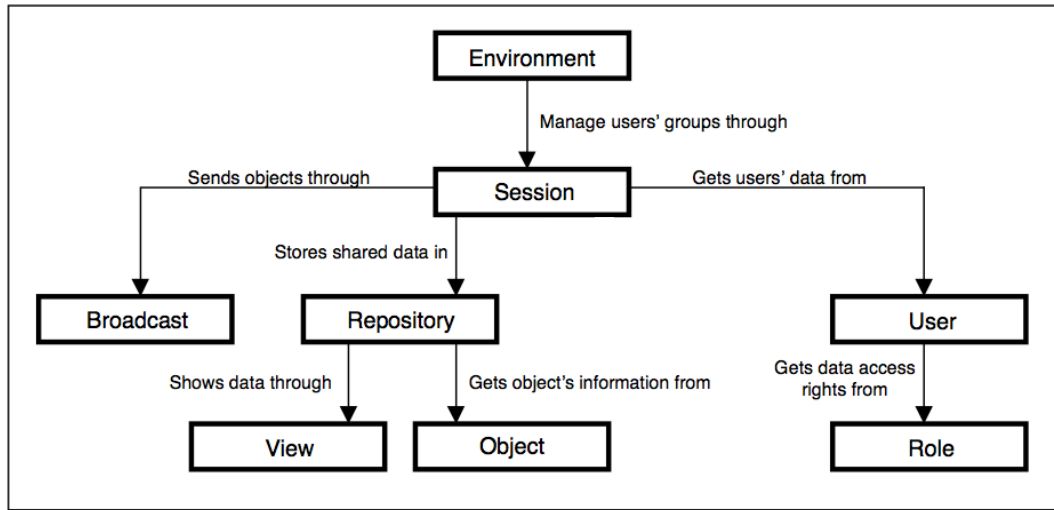 Environment
Manage users' groups through
Sends objects through
Session
Gets users' data from
Stores shared data in
Broadcast
Repository
User
Shows data through
Gets object's information from
Gets data access
rights from
View
Object
Role